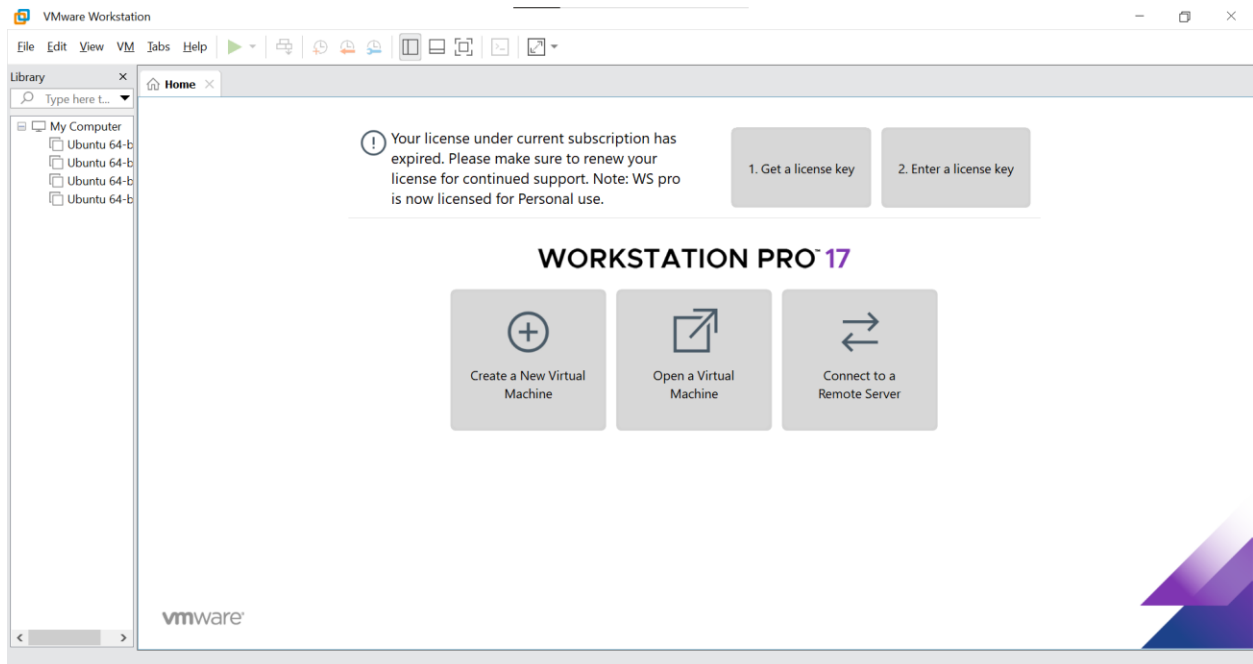 VMware Workstation
File Edit View VM Tabs Help
Library
Home
Type here t...
My Computer
Ubuntu 64-b
Ubuntu 64-b
Ubuntu 64-b
Ubuntu 64-b
Your license under current subscription has
expired. Please make sure to renew your
license for continued support. Note: WS pro
is now licensed for Personal use.
1. Get a license key
2. Enter a license key
WORKSTATION PRO™ 17
Create a New Virtual
Machine
Open a Virtual
Machine
Connect to a
Remote Server
vmware®